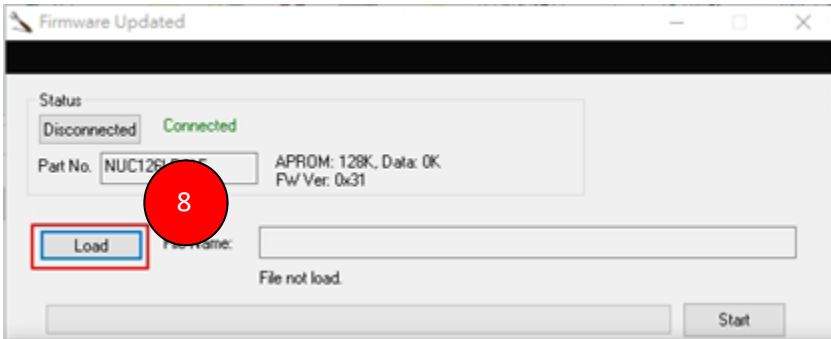 Firmware Updated
Status
Disconnected Connected
Part No. APROM: 128K, Data: 0K
FW Ver: 0x31
8
Load Name:
File not load.
Start